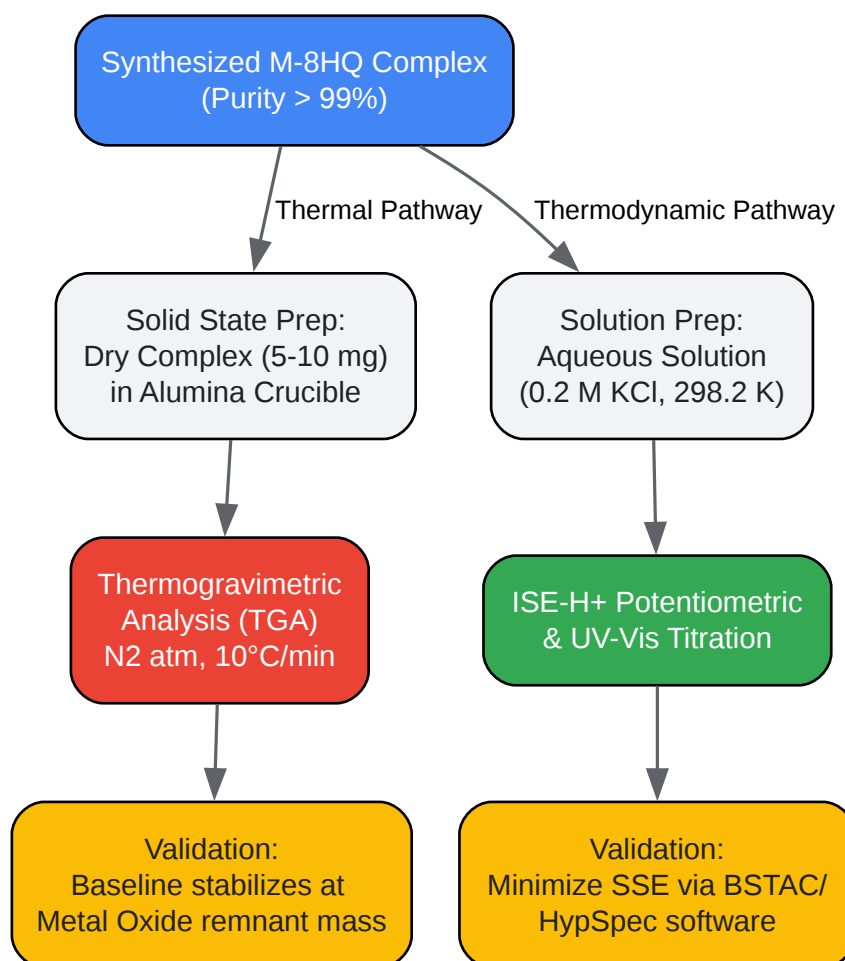 Synthesized M-8HQ Complex
(Purity > 99%)
Thermal Pathway
Thermodynamic Pathway
Solid State Prep:
Dry Complex (5-10 mg)
in Alumina Crucible
Solution Prep:
Aqueous Solution
(0.2 M KCl, 298.2 K)
Thermogravimetric
Analysis (TGA)
N2 atm, 10°C/min
ISE-H+ Potentiometric
& UV-Vis Titration
Validation:
Baseline stabilizes at
Metal Oxide remnant mass
Validation:
Minimize SSE via BSTAC/
HypSpec software